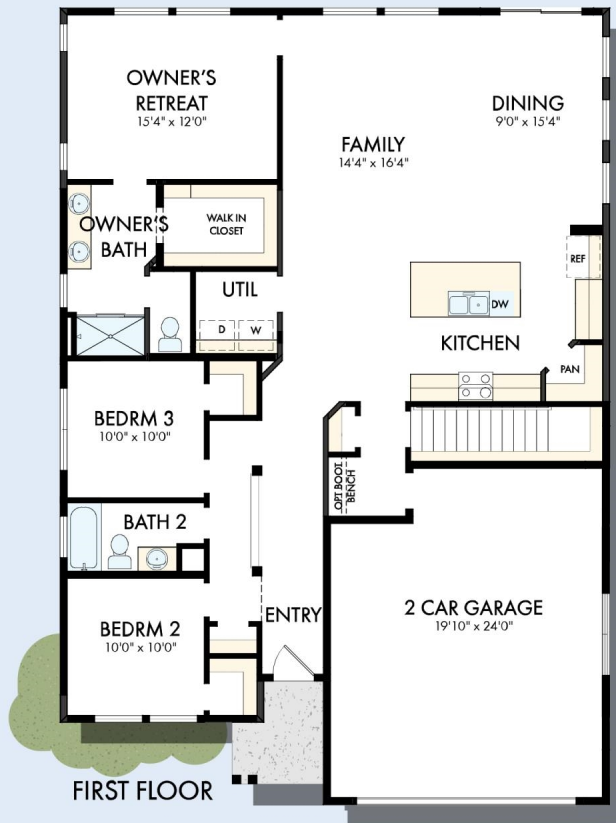 OWNER'S
RETREAT
15'4" x 12'0"
DINING
9'0" x 15'4"
FAMILY
14'4" x 16'4"
OWNER'S
BATH
WALK IN
CLOSET
REF
UTIL
DW
D W
KITCHEN
PAN
BEDRM 3
10'0" x 10'0"
OPT BOOT
BENCH
BATH 2
ENTRY
2 CAR GARAGE
19'10" x 24'0"
BEDRM 2
10'0" x 10'0"
FIRST FLOOR